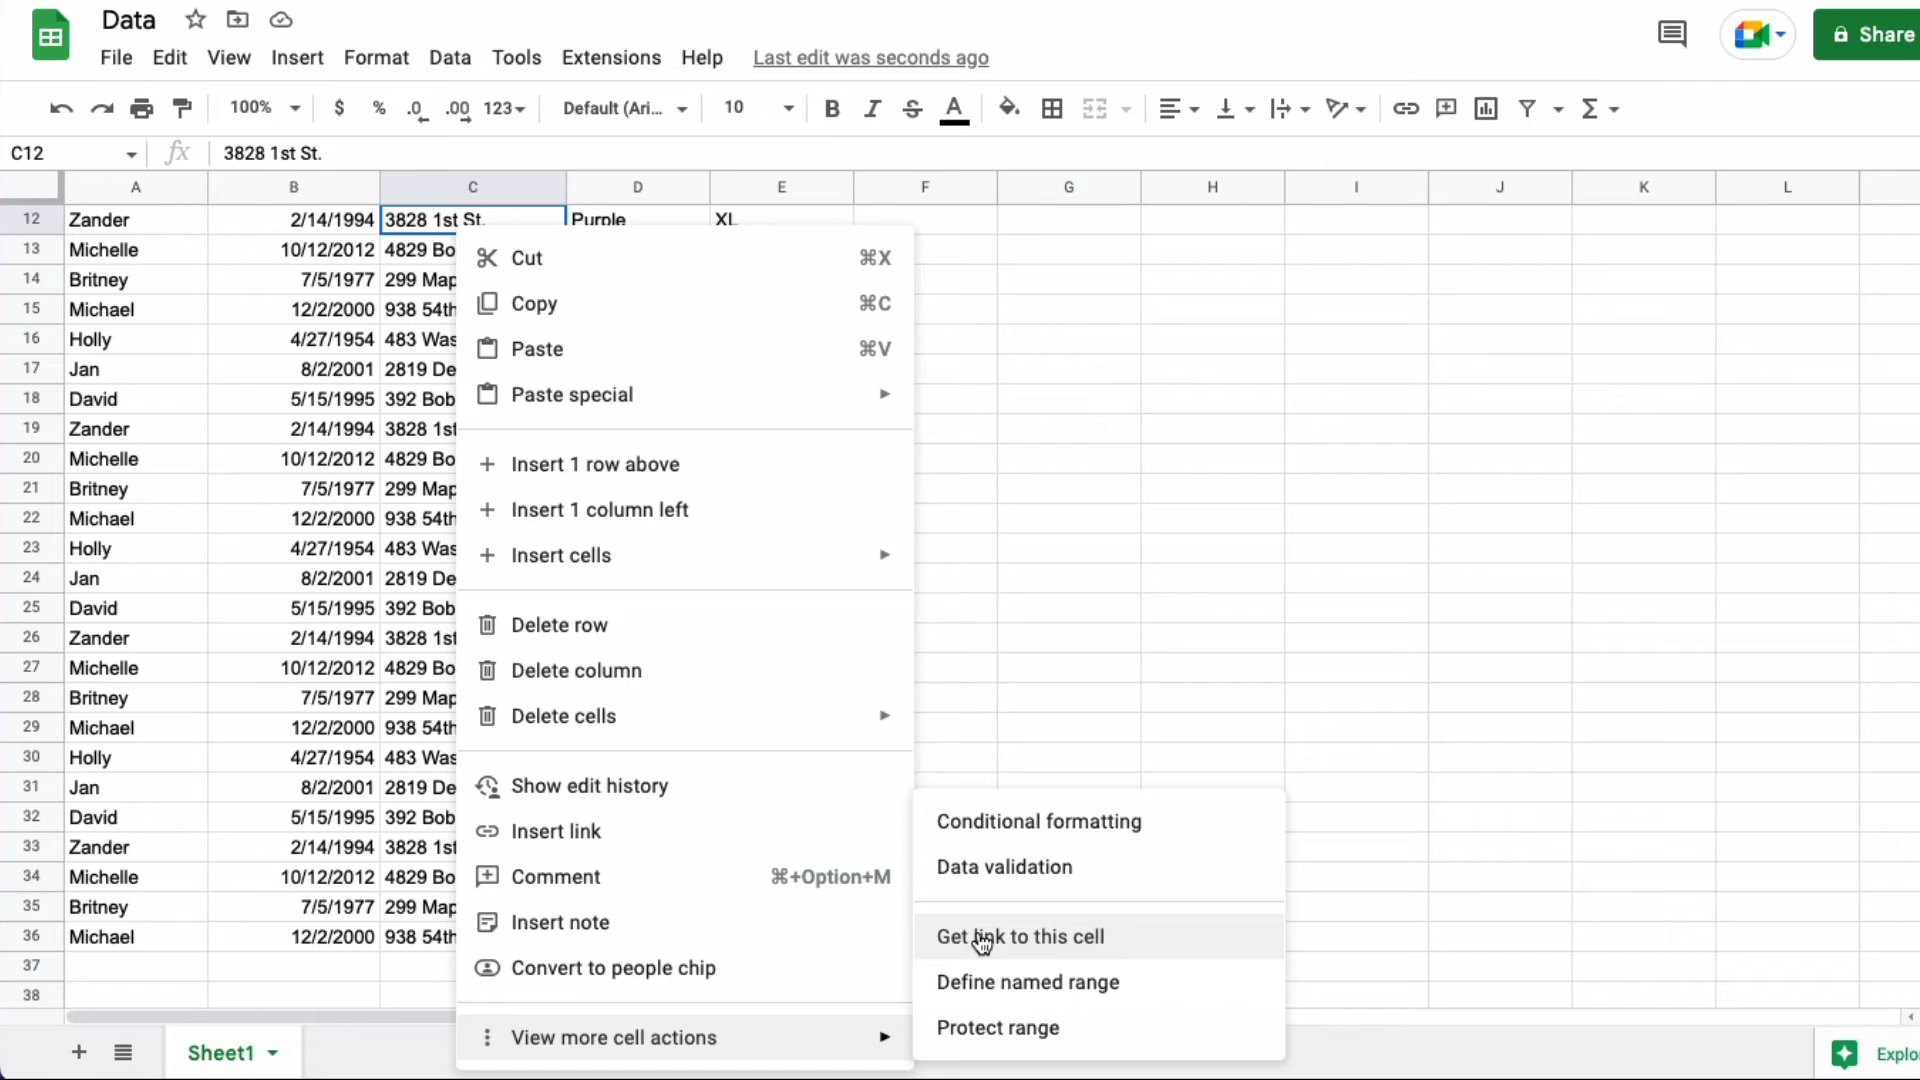 Data
File Edit View Insert Format Data Tools Extensions Help Last edit was seconds ago
Share
100% $ % .0 .00 123 Default (Ari... 10 B I S A Σ
C12 fx 3828 1st St.
A B C D E F G H I J K L
12 Zander 2/14/1994 3828 1st St. Purple XL
13 Michelle 10/12/2012 4829 Bo
14 Britney 7/5/1977 299 Map
15 Michael 12/2/2000 938 54th
16 Holly 4/27/1954 483 Was
17 Jan 8/2/2001 2819 De
18 David 5/15/1995 392 Bob
19 Zander 2/14/1994 3828 1st
20 Michelle 10/12/2012 4829 Bo
21 Britney 7/5/1977 299 Map
22 Michael 12/2/2000 938 54th
23 Holly 4/27/1954 483 Was
24 Jan 8/2/2001 2819 De
25 David 5/15/1995 392 Bob
26 Zander 2/14/1994 3828 1st
27 Michelle 10/12/2012 4829 Bo
28 Britney 7/5/1977 299 Map
29 Michael 12/2/2000 938 54th
30 Holly 4/27/1954 483 Was
31 Jan 8/2/2001 2819 De
32 David 5/15/1995 392 Bob
33 Zander 2/14/1994 3828 1st
34 Michelle 10/12/2012 4829 Bo
35 Britney 7/5/1977 299 Map
36 Michael 12/2/2000 938 54th
37
38
Cut ⌘X
Copy ⌘C
Paste ⌘V
Paste special
Insert 1 row above
Insert 1 column left
Insert cells
Delete row
Delete column
Delete cells
Show edit history
Insert link
Comment ⌘+Option+M
Insert note
Convert to people chip
View more cell actions
Conditional formatting
Data validation
Get link to this cell
Define named range
Protect range
Sheet1
Explo